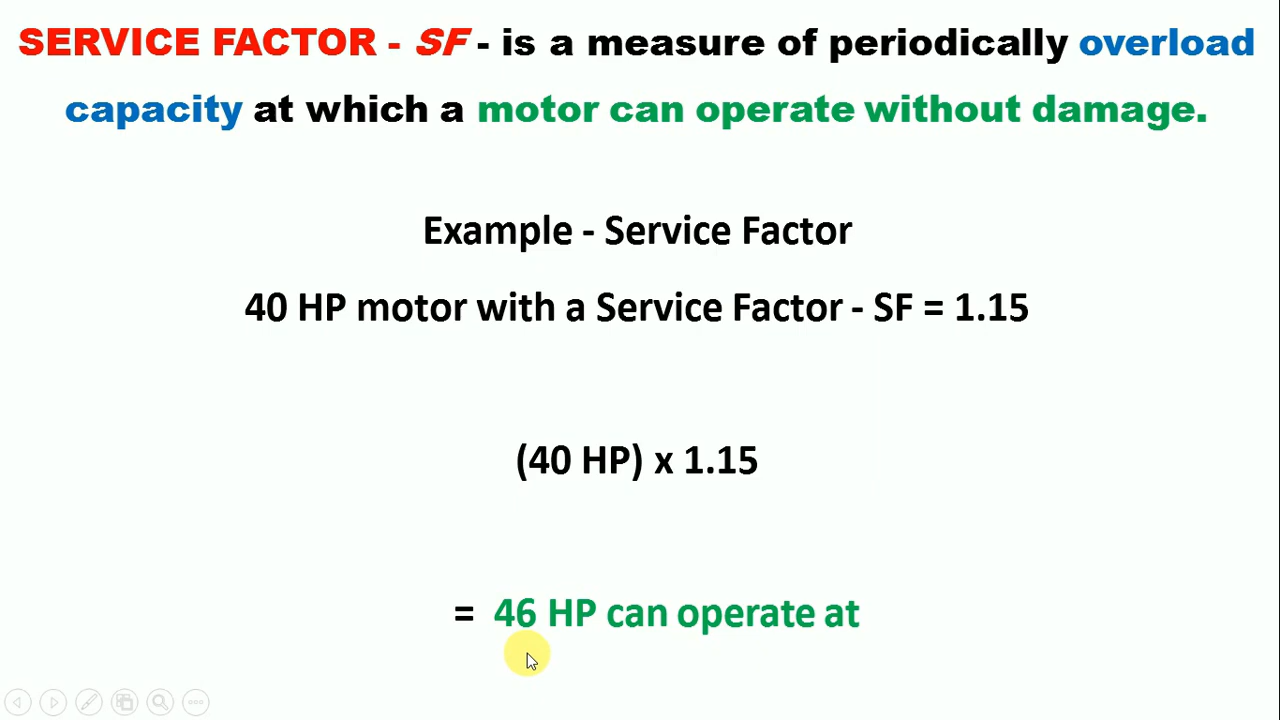 SERVICE FACTOR - SF - is a measure of periodically overload
capacity at which a motor can operate without damage.
Example - Service Factor
40 HP motor with a Service Factor - SF = 1.15
(40 HP) x 1.15
= 46 HP can operate at